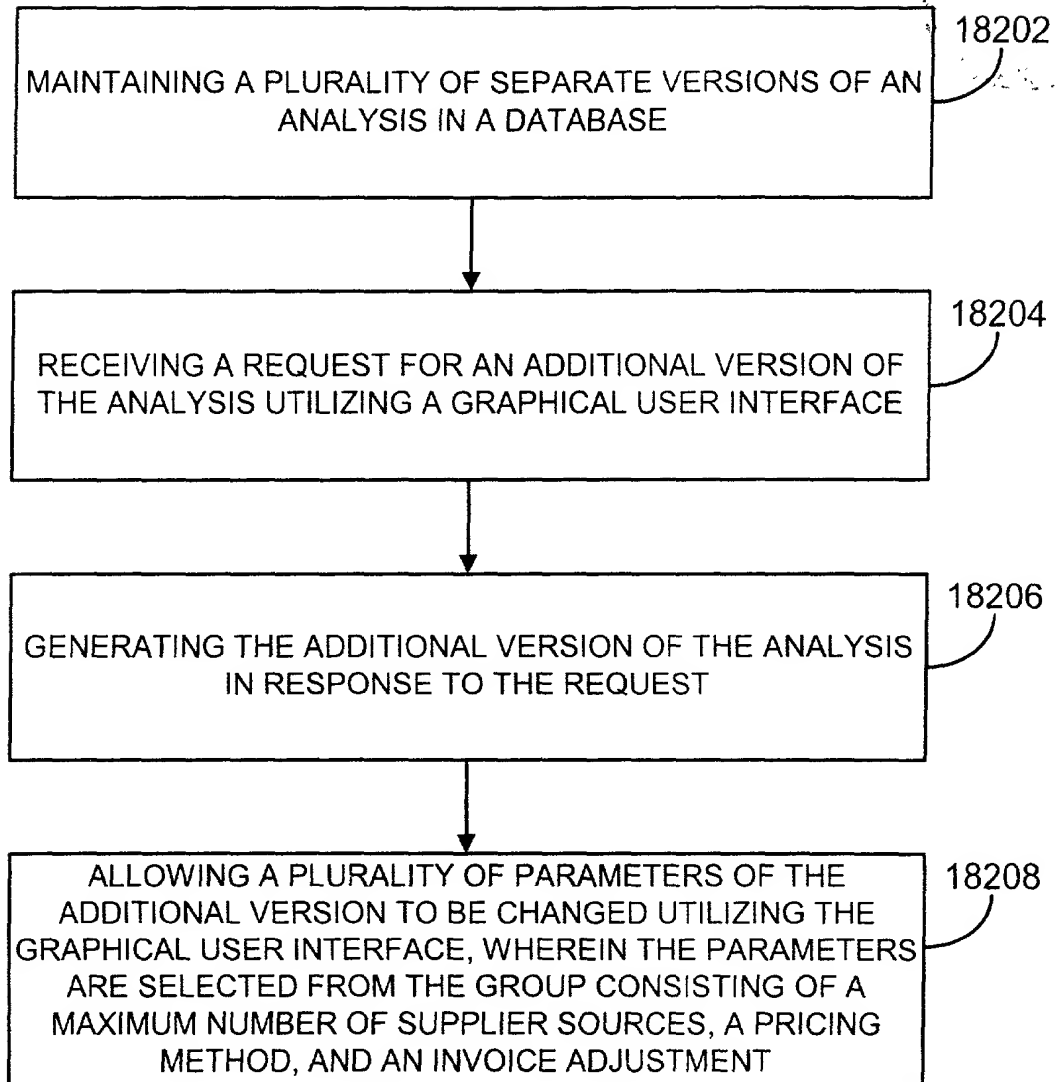 18202
MAINTAINING A PLURALITY OF SEPARATE VERSIONS OF AN
ANALYSIS IN A DATABASE
18204
RECEIVING A REQUEST FOR AN ADDITIONAL VERSION OF
THE ANALYSIS UTILIZING A GRAPHICAL USER INTERFACE
18206
GENERATING THE ADDITIONAL VERSION OF THE ANALYSIS
IN RESPONSE TO THE REQUEST
18208
ALLOWING A PLURALITY OF PARAMETERS OF THE
ADDITIONAL VERSION TO BE CHANGED UTILIZING THE
GRAPHICAL USER INTERFACE, WHEREIN THE PARAMETERS
ARE SELECTED FROM THE GROUP CONSISTING OF A
MAXIMUM NUMBER OF SUPPLIER SOURCES, A PRICING
METHOD, AND AN INVOICE ADJUSTMENT